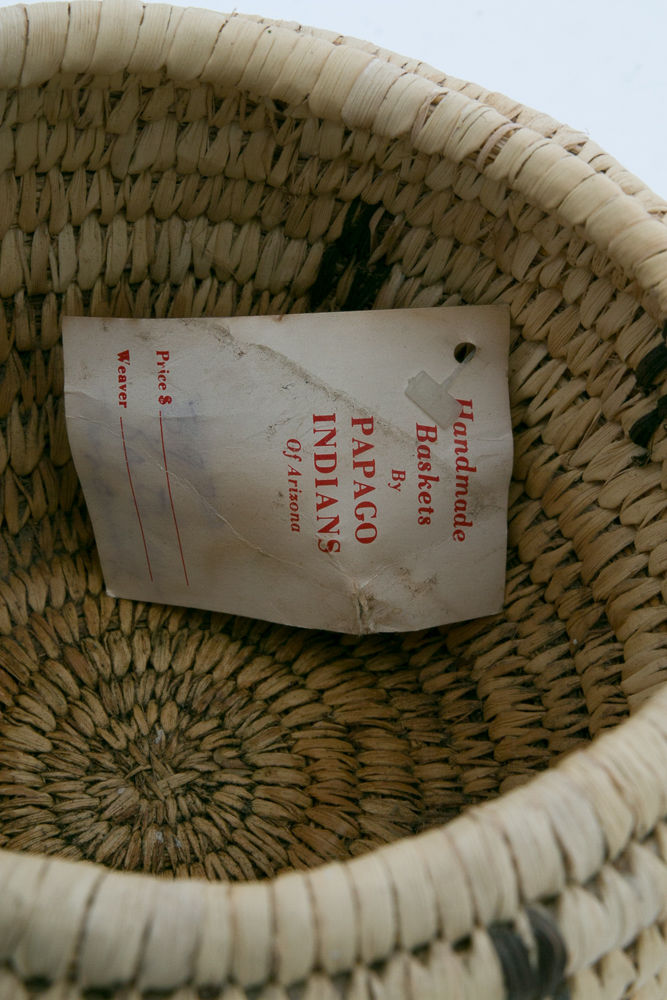 Handmade
Baskets
By
PAPAGO
INDIANS
Of Arizona
Price $
Weaver